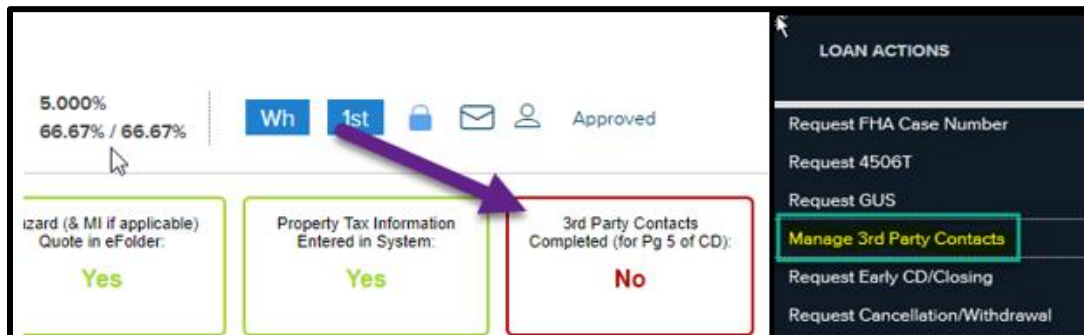 LOAN ACTIONS
5.000%
66.67% / 66.67%
Wh
1st
Approved
Request FHA Case Number
Request 4506T
Request GUS
Manage 3rd Party Contacts
Request Early CD/Closing
Request Cancellation/Withdrawal
(& MI if applicable)
Quote in eFolder:
Yes
Property Tax Information
Entered in System:
Yes
3rd Party Contacts
Completed (for Pg 5 of CD):
No